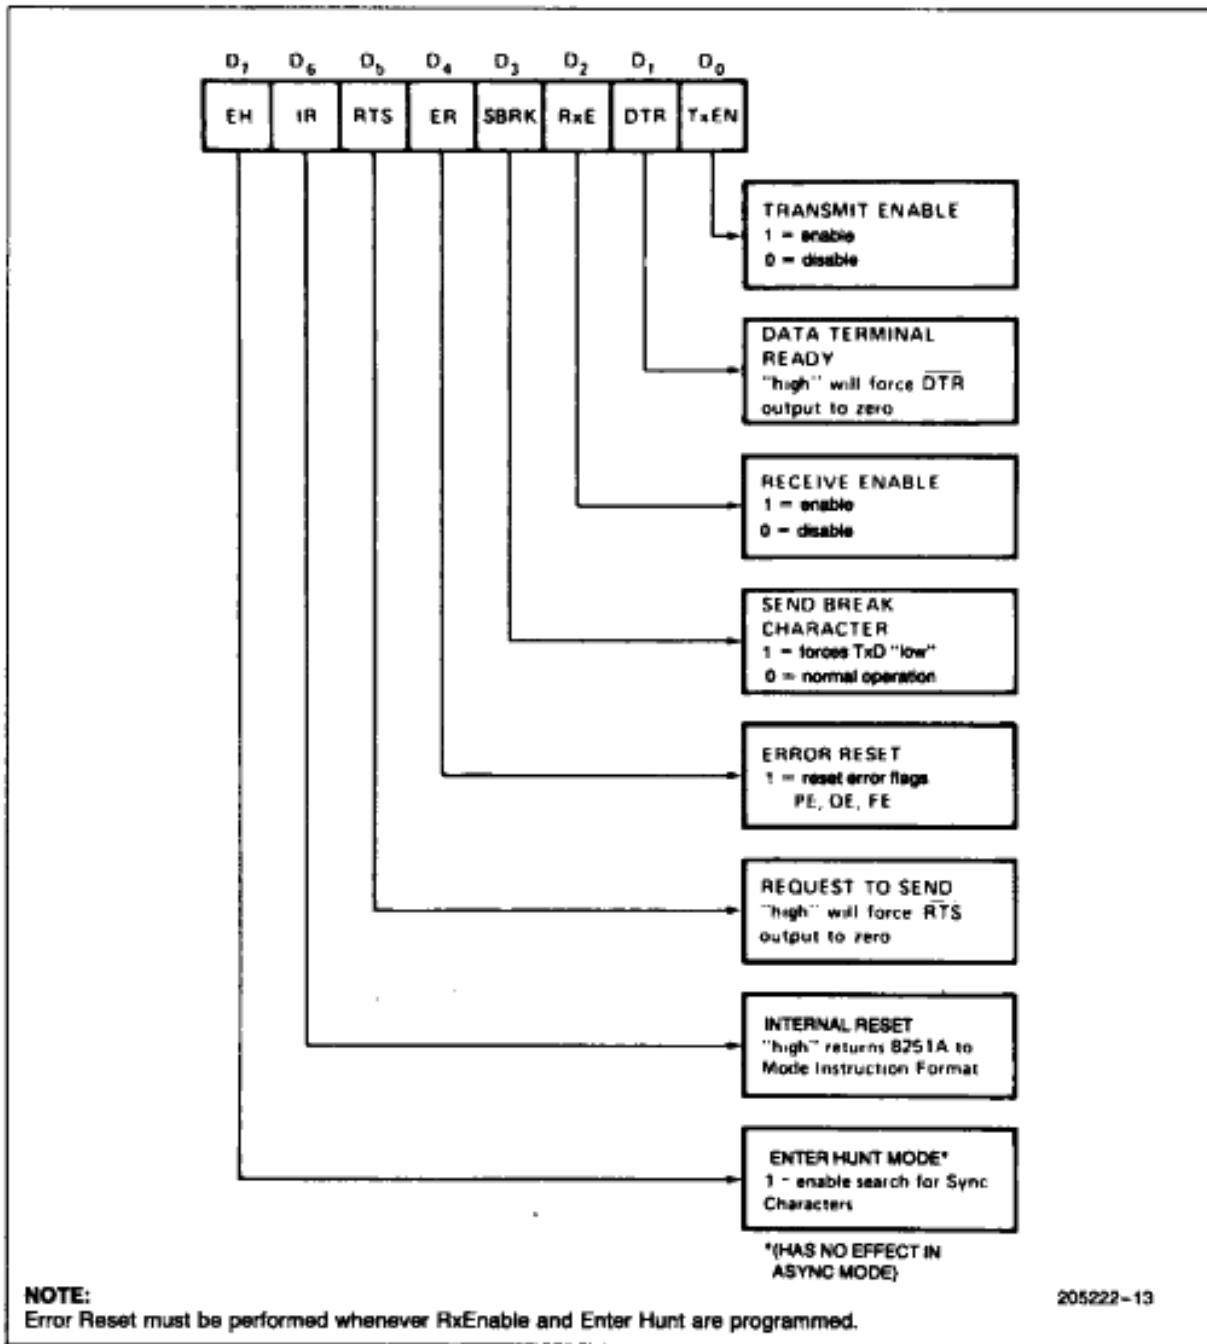 D7 D6 D5 D4 D3 D2 D1 D0
EH IR RTS ER SBRK RxE DTR TxEN
TRANSMIT ENABLE
1 = enable
0 = disable
DATA TERMINAL
READY
"high" will force D̅T̅R̅
output to zero
RECEIVE ENABLE
1 = enable
0 = disable
SEND BREAK
CHARACTER
1 = forces TxD "low"
0 = normal operation
ERROR RESET
1 = reset error flags
PE, OE, FE
REQUEST TO SEND
"high" will force R̅T̅S̅
output to zero
INTERNAL RESET
"high" returns 8251A to
Mode Instruction Format
ENTER HUNT MODE*
1 = enable search for Sync
Characters
*(HAS NO EFFECT IN
ASYNC MODE)
NOTE:
205222-13
Error Reset must be performed whenever RxEnable and Enter Hunt are programmed.